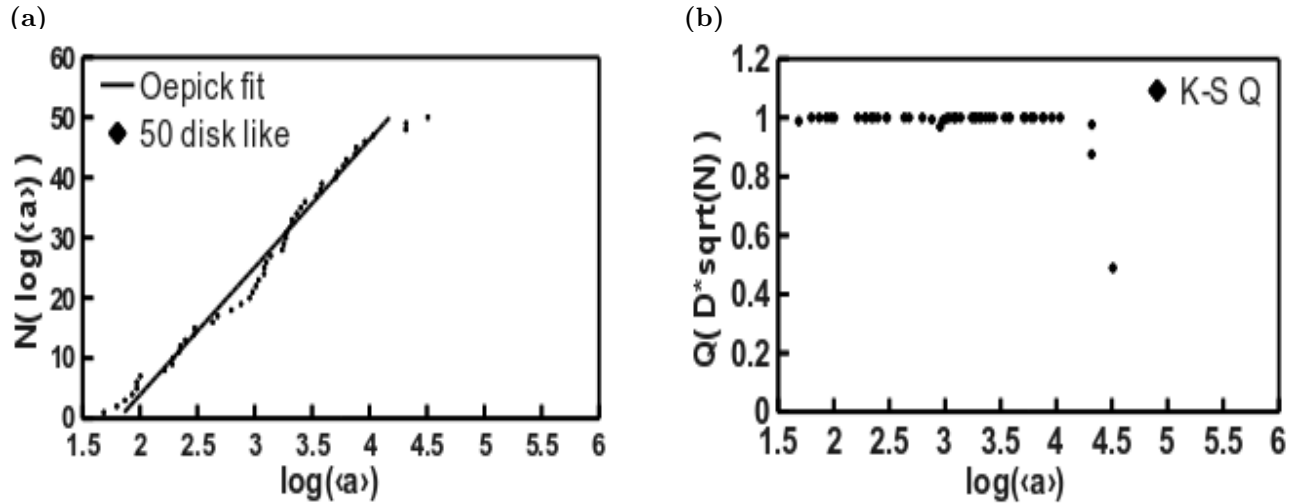 (a)
(b)
60
50
40
30
20
10
0
N( log(‹a› ) )
Oepick fit
50 disk like
1.5 2 2.5 3 3.5 4 4.5 5 5.5 6
log(‹a›)
1.2
1
0.8
0.6
0.4
0.2
0
Q( D*sqrt(N) )
K-S Q
1.5 2 2.5 3 3.5 4 4.5 5 5.5 6
log(‹a›)